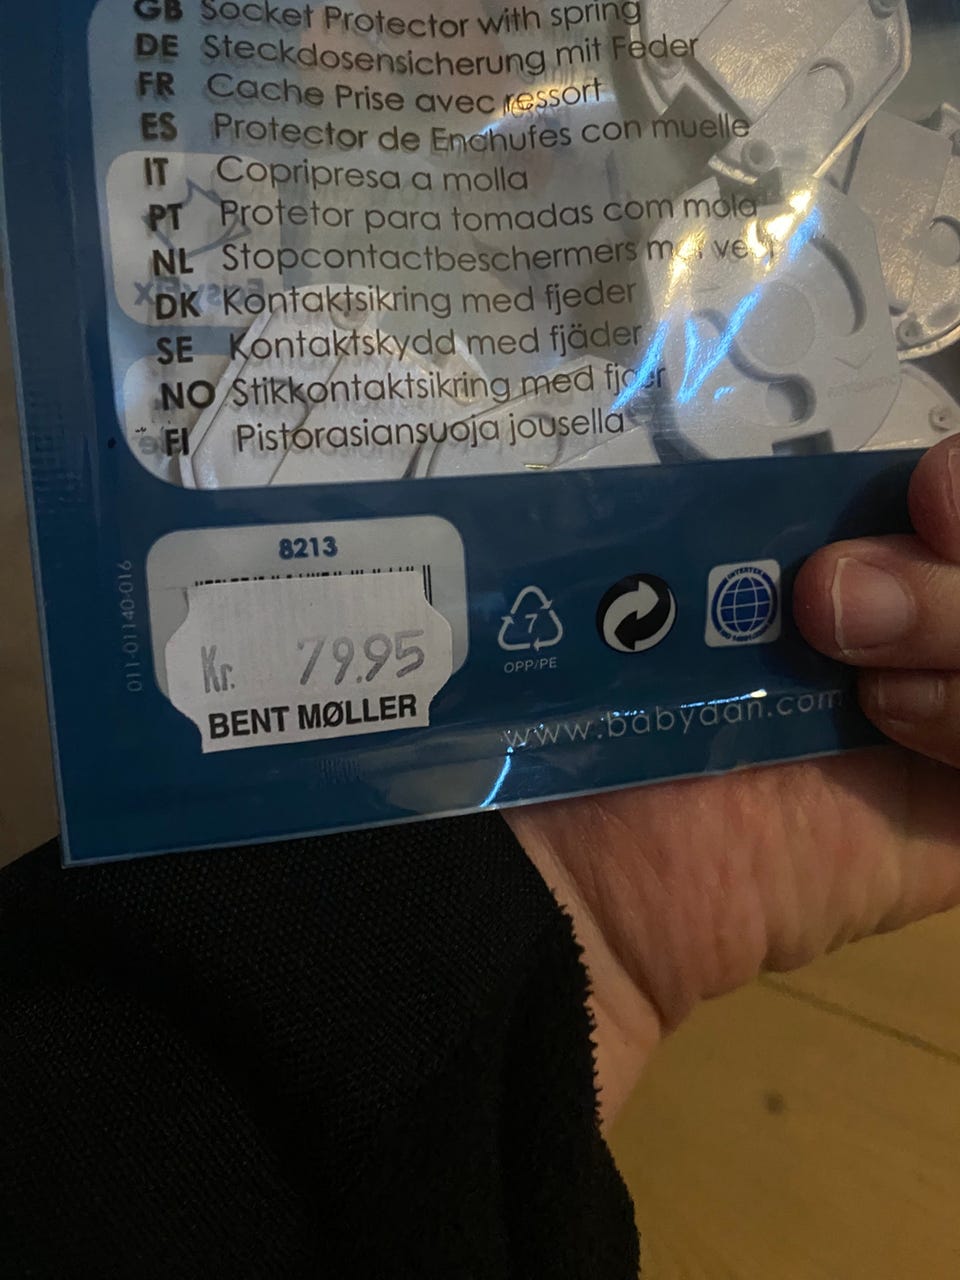 GB Socket Protector with spring
DE Steckdosensicherung mit Feder
FR Cache Prise avec ressort
ES Protector de Enchufes con muelle
IT Copripresa a molla
PT Protetor para tomadas com mola
NL Stopcontactbeschermers
DK Kontaktsikring med fjeder
SE Kontaktskydd med fjäder
NO Stikkontaktsikring med
FI Pistorasiansuoja jousella
8213
011-01140-016
Kr. 79.95
BENT MØLLER
7
OPP/PE
INTERTEK
www.babydan.com